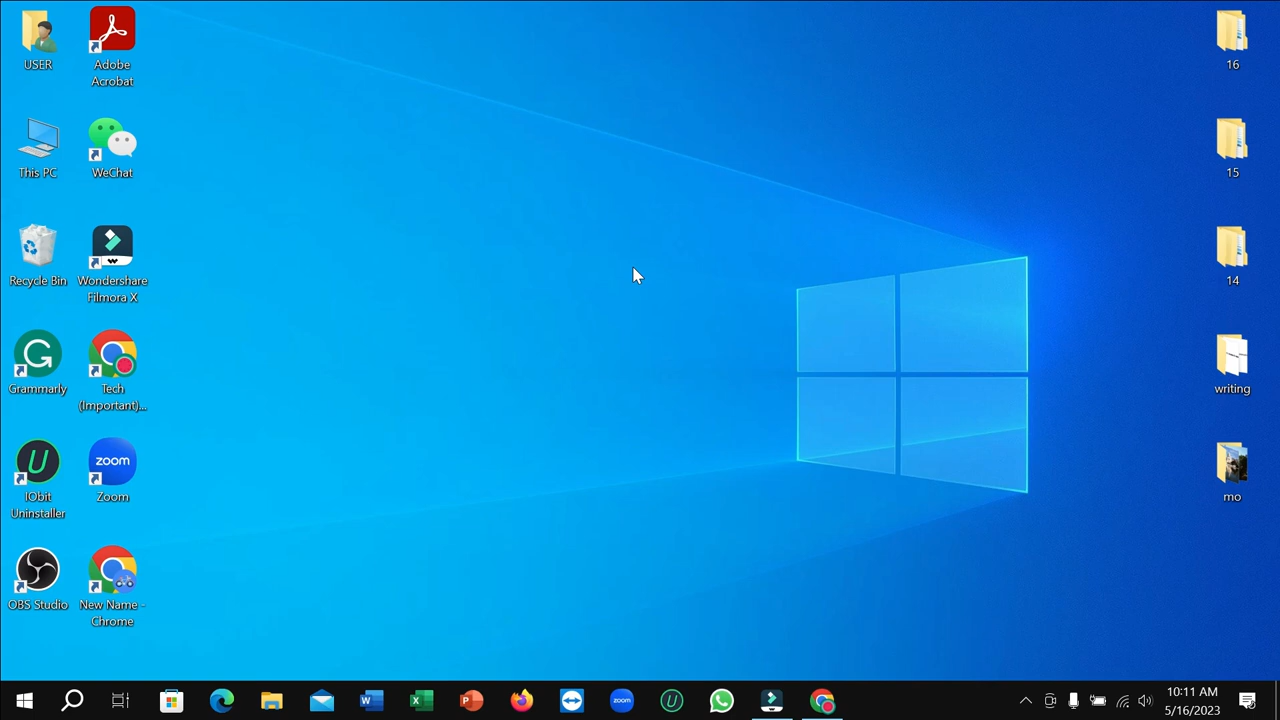 USER
Adobe
Acrobat
16
This PC
WeChat
15
Recycle Bin
Wondershare
Filmora X
14
Grammarly
Tech
(Important)...
writing
IObit
Uninstaller
zoom
Zoom
mo
OBS Studio
New Name -
Chrome
zoom
10:11 AM
5/16/2023